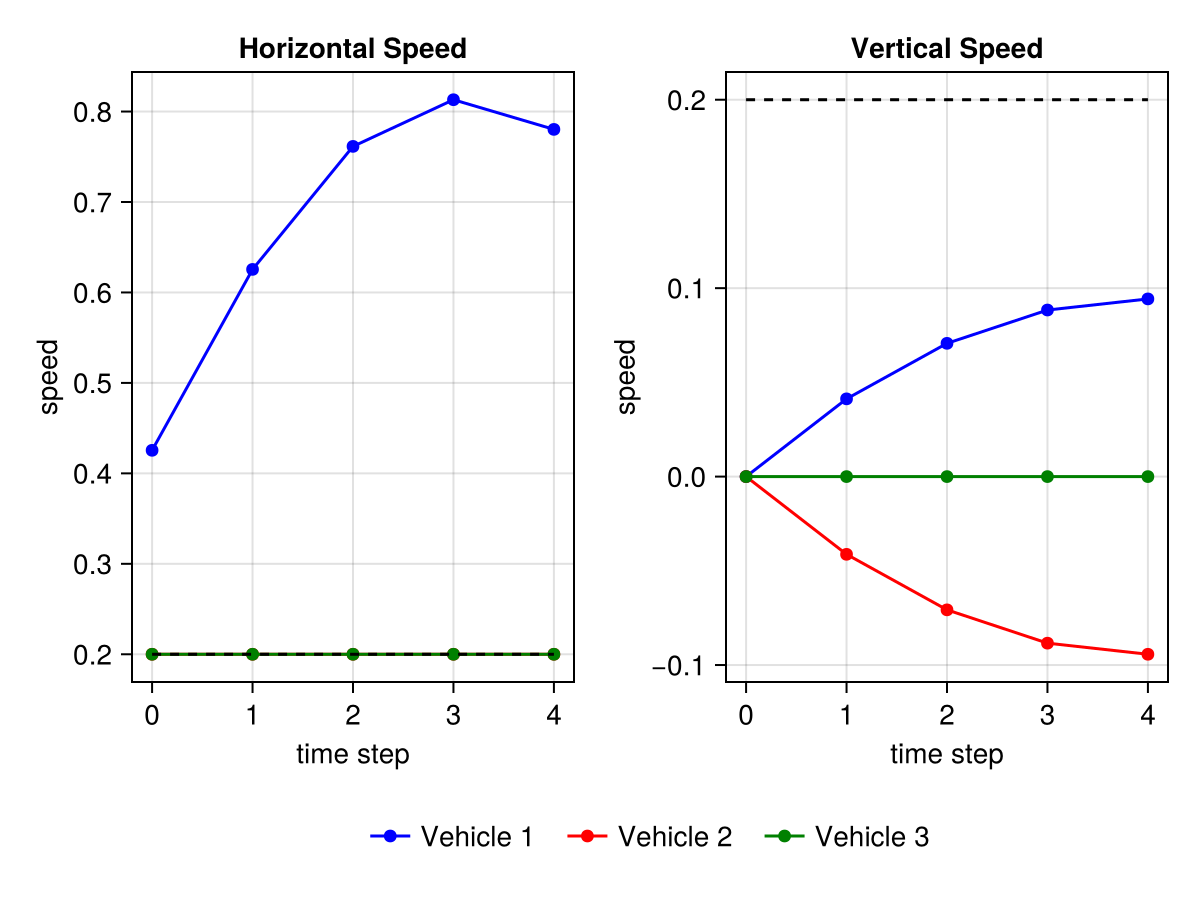 Horizontal Speed
0.8
0.7
0.6
0.5
0.4
0.3
0.2
speed
0 1 2 3 4
time step
Vertical Speed
0.2
0.1
0.0
−0.1
speed
0 1 2 3 4
time step
Vehicle 1 Vehicle 2 Vehicle 3